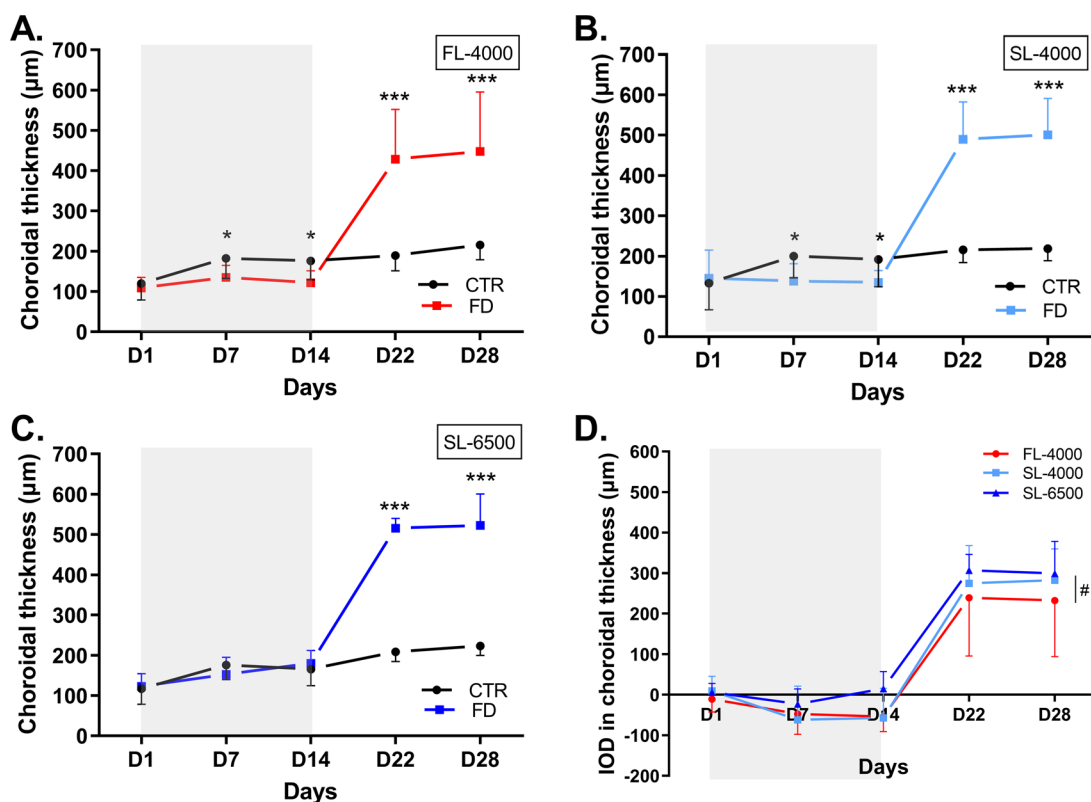 A.
FL-4000
Choroidal thickness (µm)
700
600
500
400
300
200
100
0
***
***
*
*
CTR
FD
D1 D7 D14 D22 D28
Days
B.
SL-4000
Choroidal thickness (µm)
700
600
500
400
300
200
100
0
***
***
*
*
CTR
FD
D1 D7 D14 D22 D28
Days
C.
SL-6500
Choroidal thickness (µm)
700
600
500
400
300
200
100
0
***
***
CTR
FD
D1 D7 D14 D22 D28
Days
D.
FL-4000
SL-4000
SL-6500
IOD in choroidal thickness (µm)
600
500
400
300
200
100
0
-100
-200
#
D1 D7 D14 D22 D28
Days